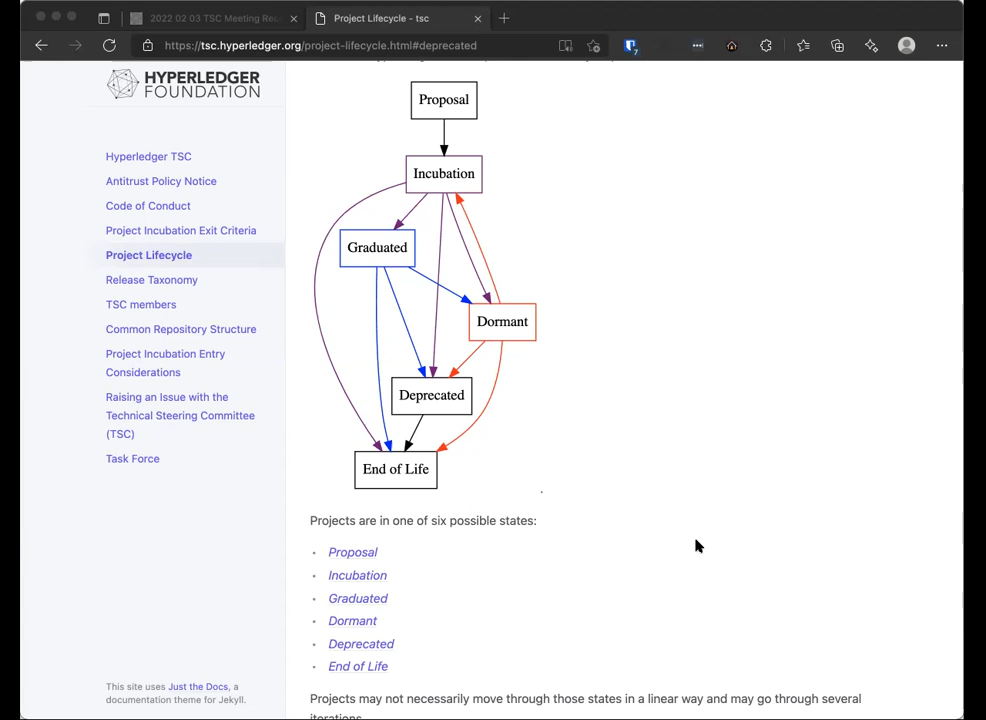 2022 02 03 TSC Meeting Rec
Project Lifecycle - tsc
https://tsc.hyperledger.org/project-lifecycle.html#deprecated
7
HYPERLEDGER
FOUNDATION
Hyperledger TSC
Antitrust Policy Notice
Code of Conduct
Project Incubation Exit Criteria
Project Lifecycle
Release Taxonomy
TSC members
Common Repository Structure
Project Incubation Entry
Considerations
Raising an Issue with the
Technical Steering Committee
(TSC)
Task Force
This site uses Just the Docs, a
documentation theme for Jekyll.
Proposal
Incubation
Graduated
Dormant
Deprecated
End of Life
.
Projects are in one of six possible states:
• Proposal
• Incubation
• Graduated
• Dormant
• Deprecated
• End of Life
Projects may not necessarily move through those states in a linear way and may go through several
iterations.